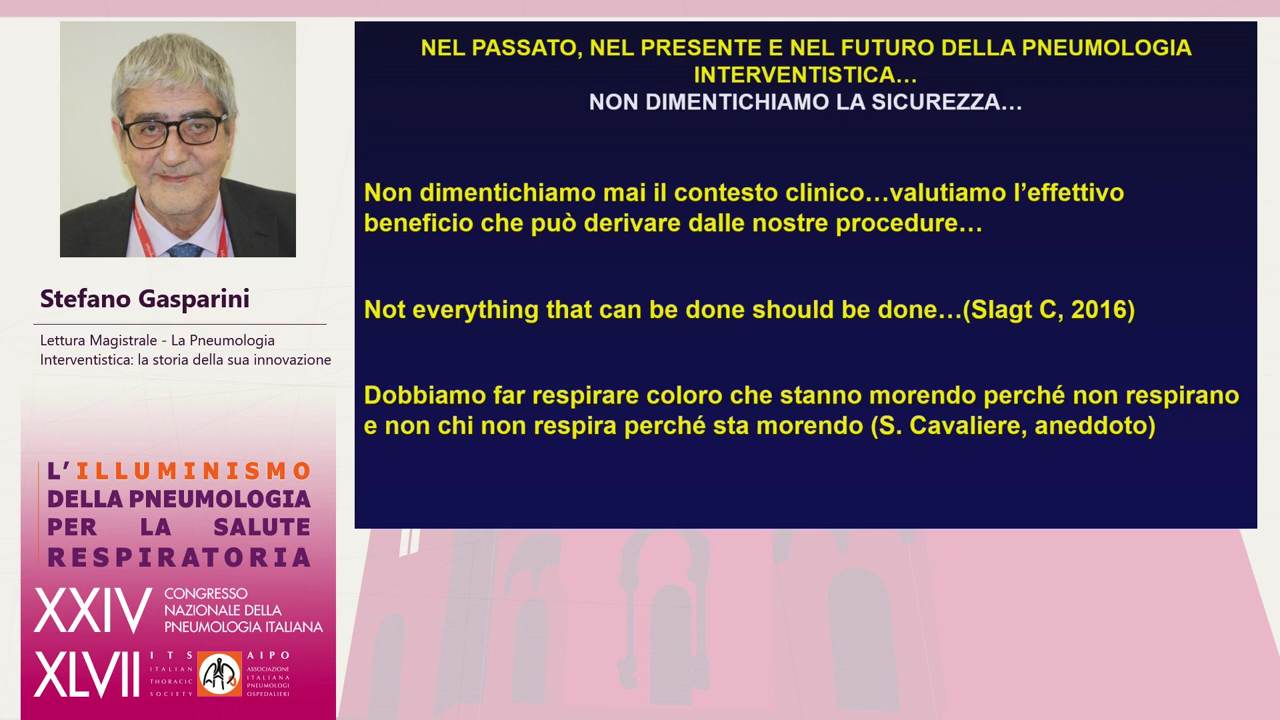 NEL PASSATO, NEL PRESENTE E NEL FUTURO DELLA PNEUMOLOGIA
INTERVENTISTICA…
NON DIMENTICHIAMO LA SICUREZZA…
Non dimentichiamo mai il contesto clinico…valutiamo l’effettivo
beneficio che può derivare dalle nostre procedure…
Not everything that can be done should be done…(Slagt C, 2016)
Dobbiamo far respirare coloro che stanno morendo perché non respirano
e non chi non respira perché sta morendo (S. Cavaliere, aneddoto)
Stefano Gasparini
Lettura Magistrale - La Pneumologia
Interventistica: la storia della sua innovazione
L’ILLUMINISMO
DELLA PNEUMOLOGIA
PER LA SALUTE
RESPIRATORIA
XXIV
CONGRESSO
NAZIONALE DELLA
PNEUMOLOGIA ITALIANA
XLVII
ITS
ITALIAN
THORACIC
SOCIETY
AIPO
ASSOCIAZIONE
ITALIANA
PNEUMOLOGI
OSPEDALIERI